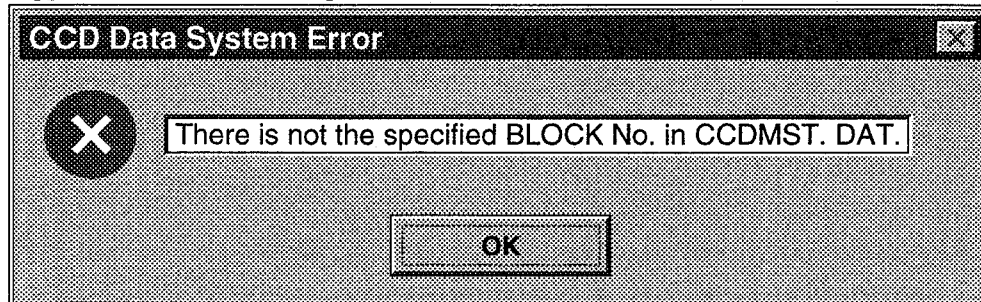 CCD Data System Error
There is not the specified BLOCK No. in CCDMST. DAT.
OK